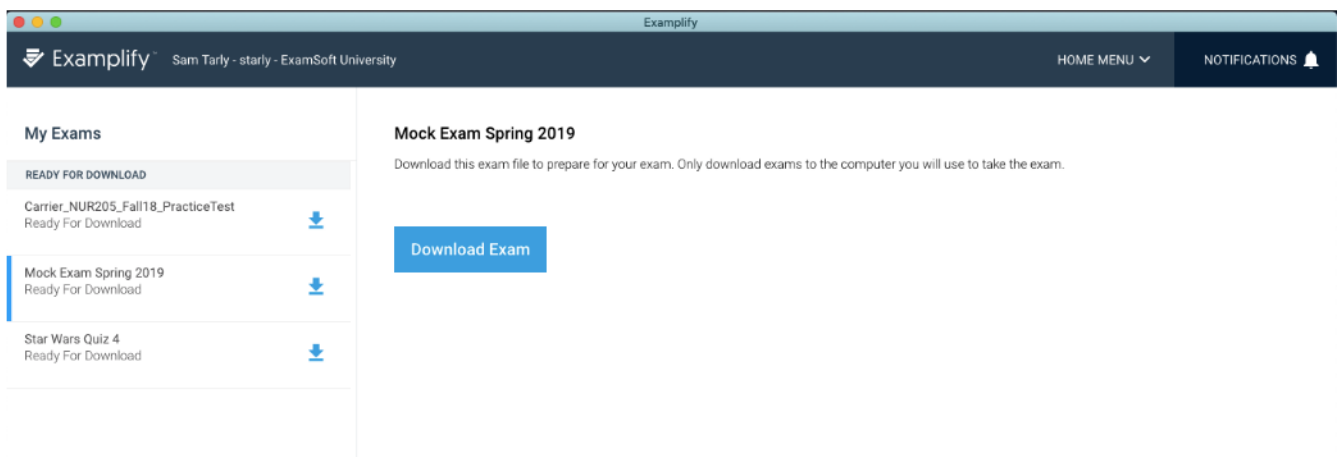 Examplify
Examplify™ Sam Tarly - starly - ExamSoft University HOME MENU NOTIFICATIONS
My Exams
READY FOR DOWNLOAD
Carrier_NUR205_Fall18_PracticeTest
Ready For Download
Mock Exam Spring 2019
Ready For Download
Star Wars Quiz 4
Ready For Download
Mock Exam Spring 2019
Download this exam file to prepare for your exam. Only download exams to the computer you will use to take the exam.
Download Exam